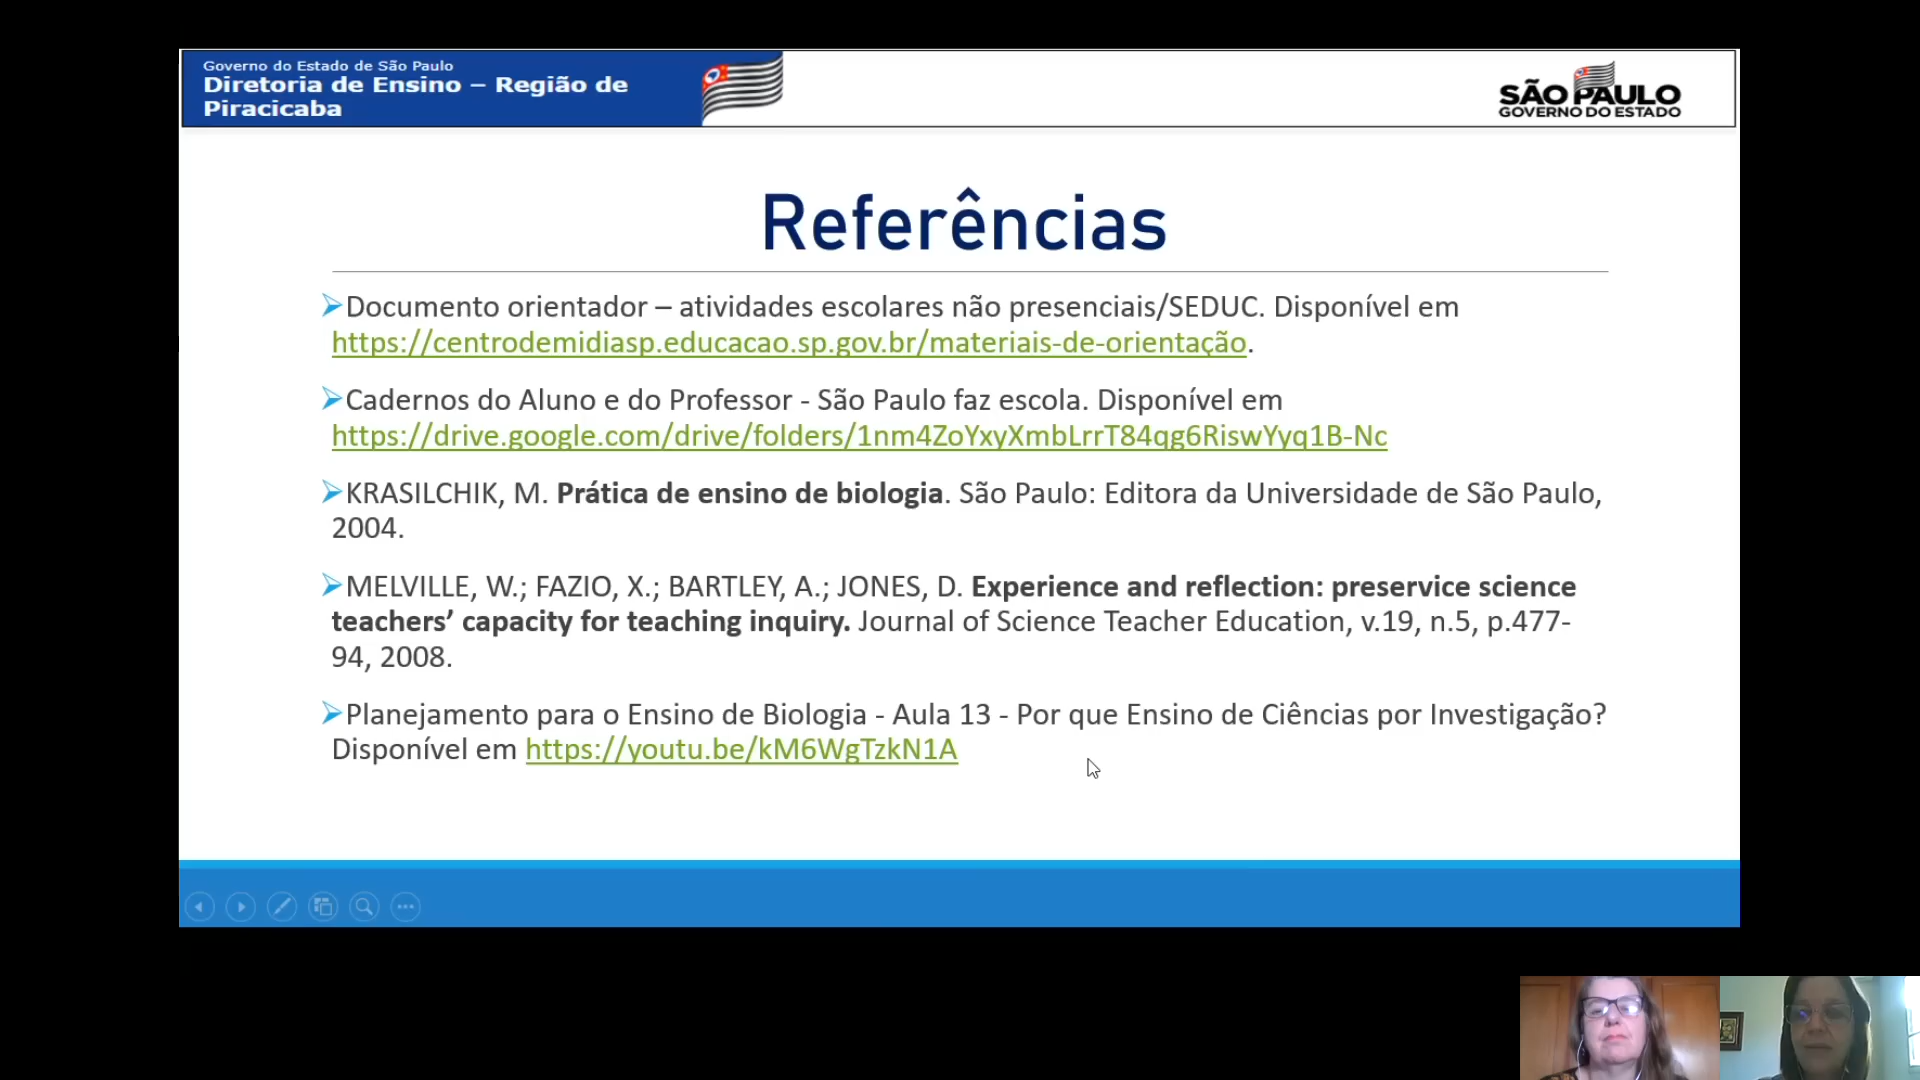 Governo do Estado de São Paulo
Diretoria de Ensino – Região de
Piracicaba
SÃO PAULO
GOVERNO DO ESTADO
Referências
Documento orientador – atividades escolares não presenciais/SEDUC. Disponível em
https://centrodemidiasp.educacao.sp.gov.br/materiais-de-orientação.
Cadernos do Aluno e do Professor - São Paulo faz escola. Disponível em
https://drive.google.com/drive/folders/1nm4ZoYxyXmbLrrT84qg6RiswYyq1B-Nc
KRASILCHIK, M. Prática de ensino de biologia. São Paulo: Editora da Universidade de São Paulo,
2004.
MELVILLE, W.; FAZIO, X.; BARTLEY, A.; JONES, D. Experience and reflection: preservice science
teachers’ capacity for teaching inquiry. Journal of Science Teacher Education, v.19, n.5, p.477-
94, 2008.
Planejamento para o Ensino de Biologia - Aula 13 - Por que Ensino de Ciências por Investigação?
Disponível em https://youtu.be/kM6WgTzkN1A